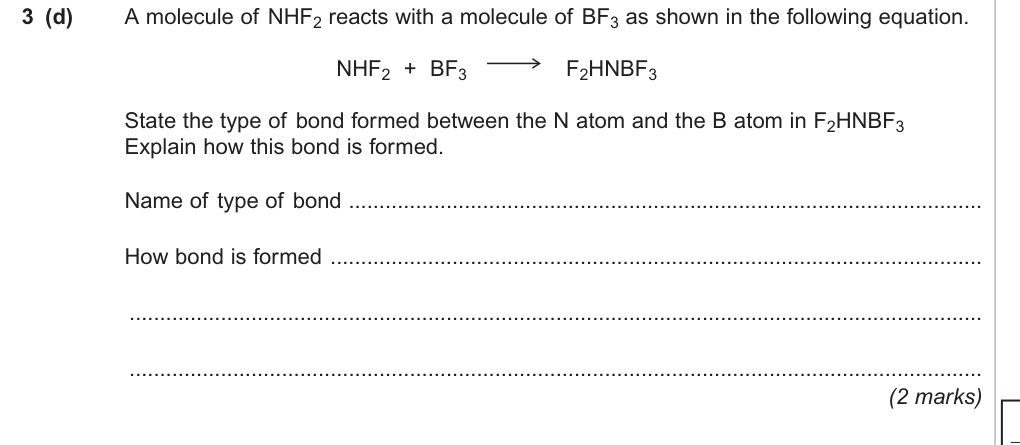 3 (d) A molecule of NHF₂ reacts with a molecule of BF₃ as shown in the following equation.
NHF₂ + BF₃ ⟶ F₂HNBF₃
State the type of bond formed between the N atom and the B atom in F₂HNBF₃
Explain how this bond is formed.
Name of type of bond ....................................................................................................
How bond is formed ....................................................................................................
....................................................................................................
....................................................................................................
(2 marks)